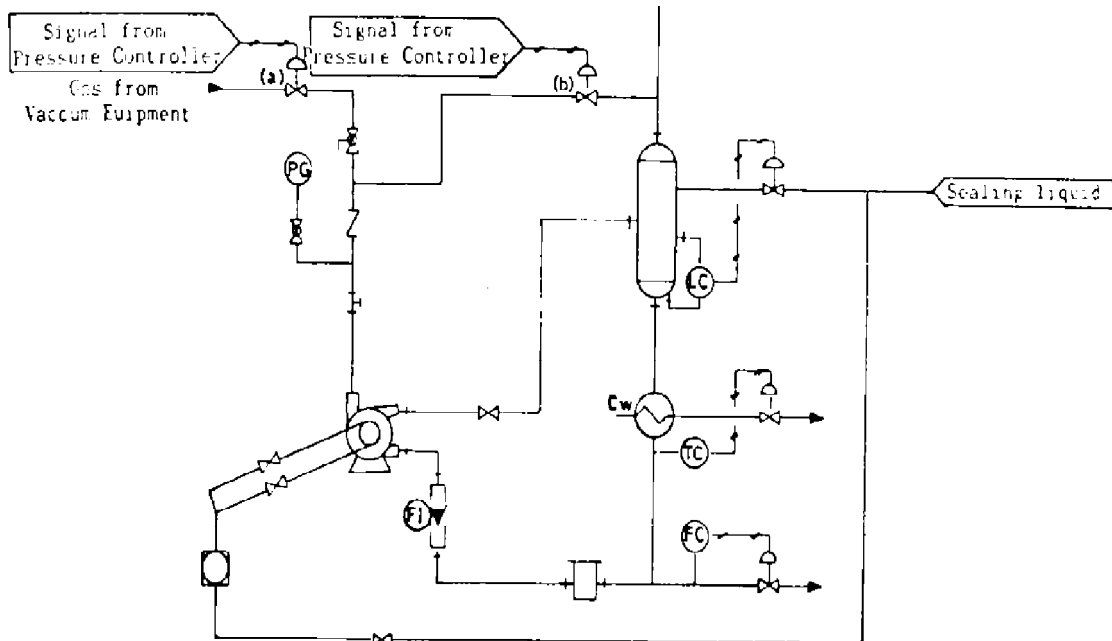 Signal from
Pressure Controller
Signal from
Pressure Controller
(a)
(b)
Gas from
Vaccum Euipment
PG
Sealing liquid
LC
Cw
TC
FI
FC